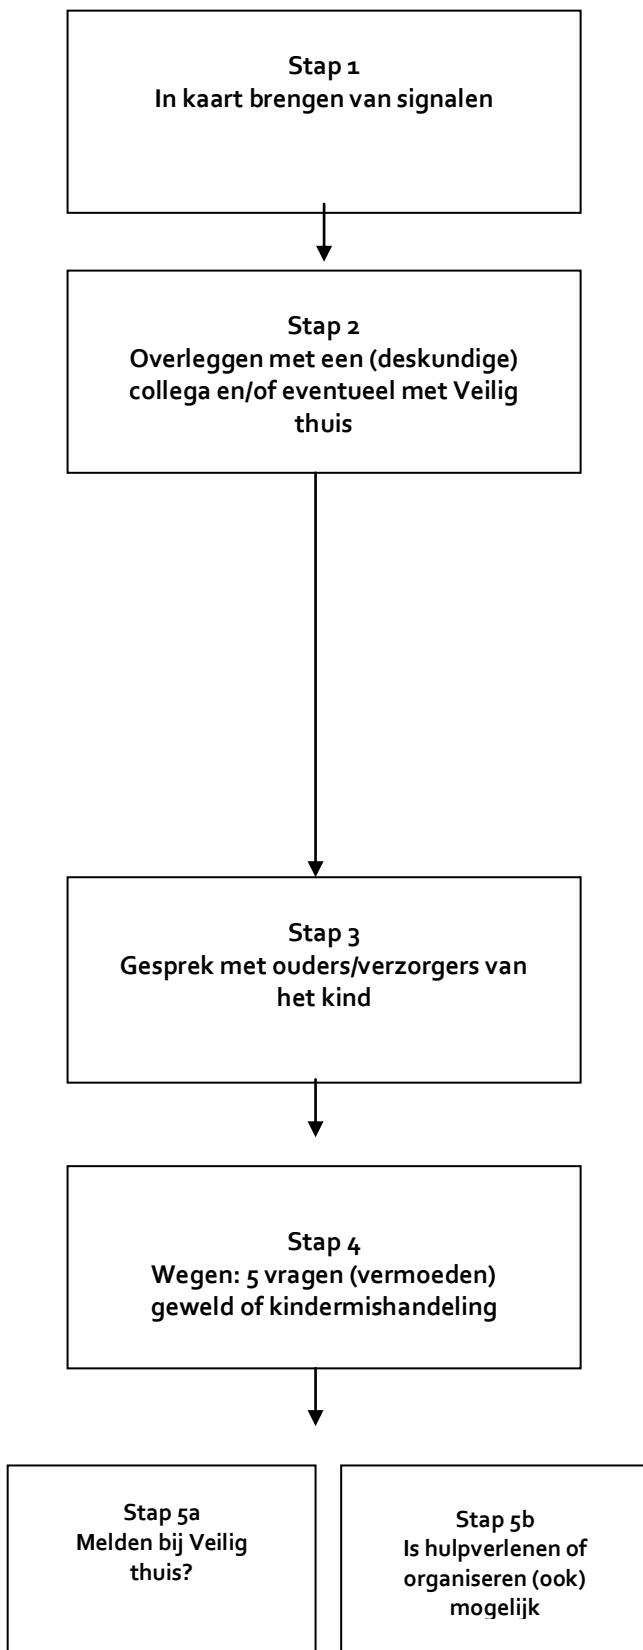 Stap 1
In kaart brengen van signalen
Stap 2
Overleggen met een (deskundige)
collega en/of eventueel met Veilig
thuis
Stap 3
Gesprek met ouders/verzorgers van
het kind
Stap 4
Wegen: 5 vragen (vermoeden)
geweld of kindermishandeling
Stap 5a
Melden bij Veilig
thuis?
Stap 5b
Is hulpverlenen of
organiseren (ook)
mogelijk